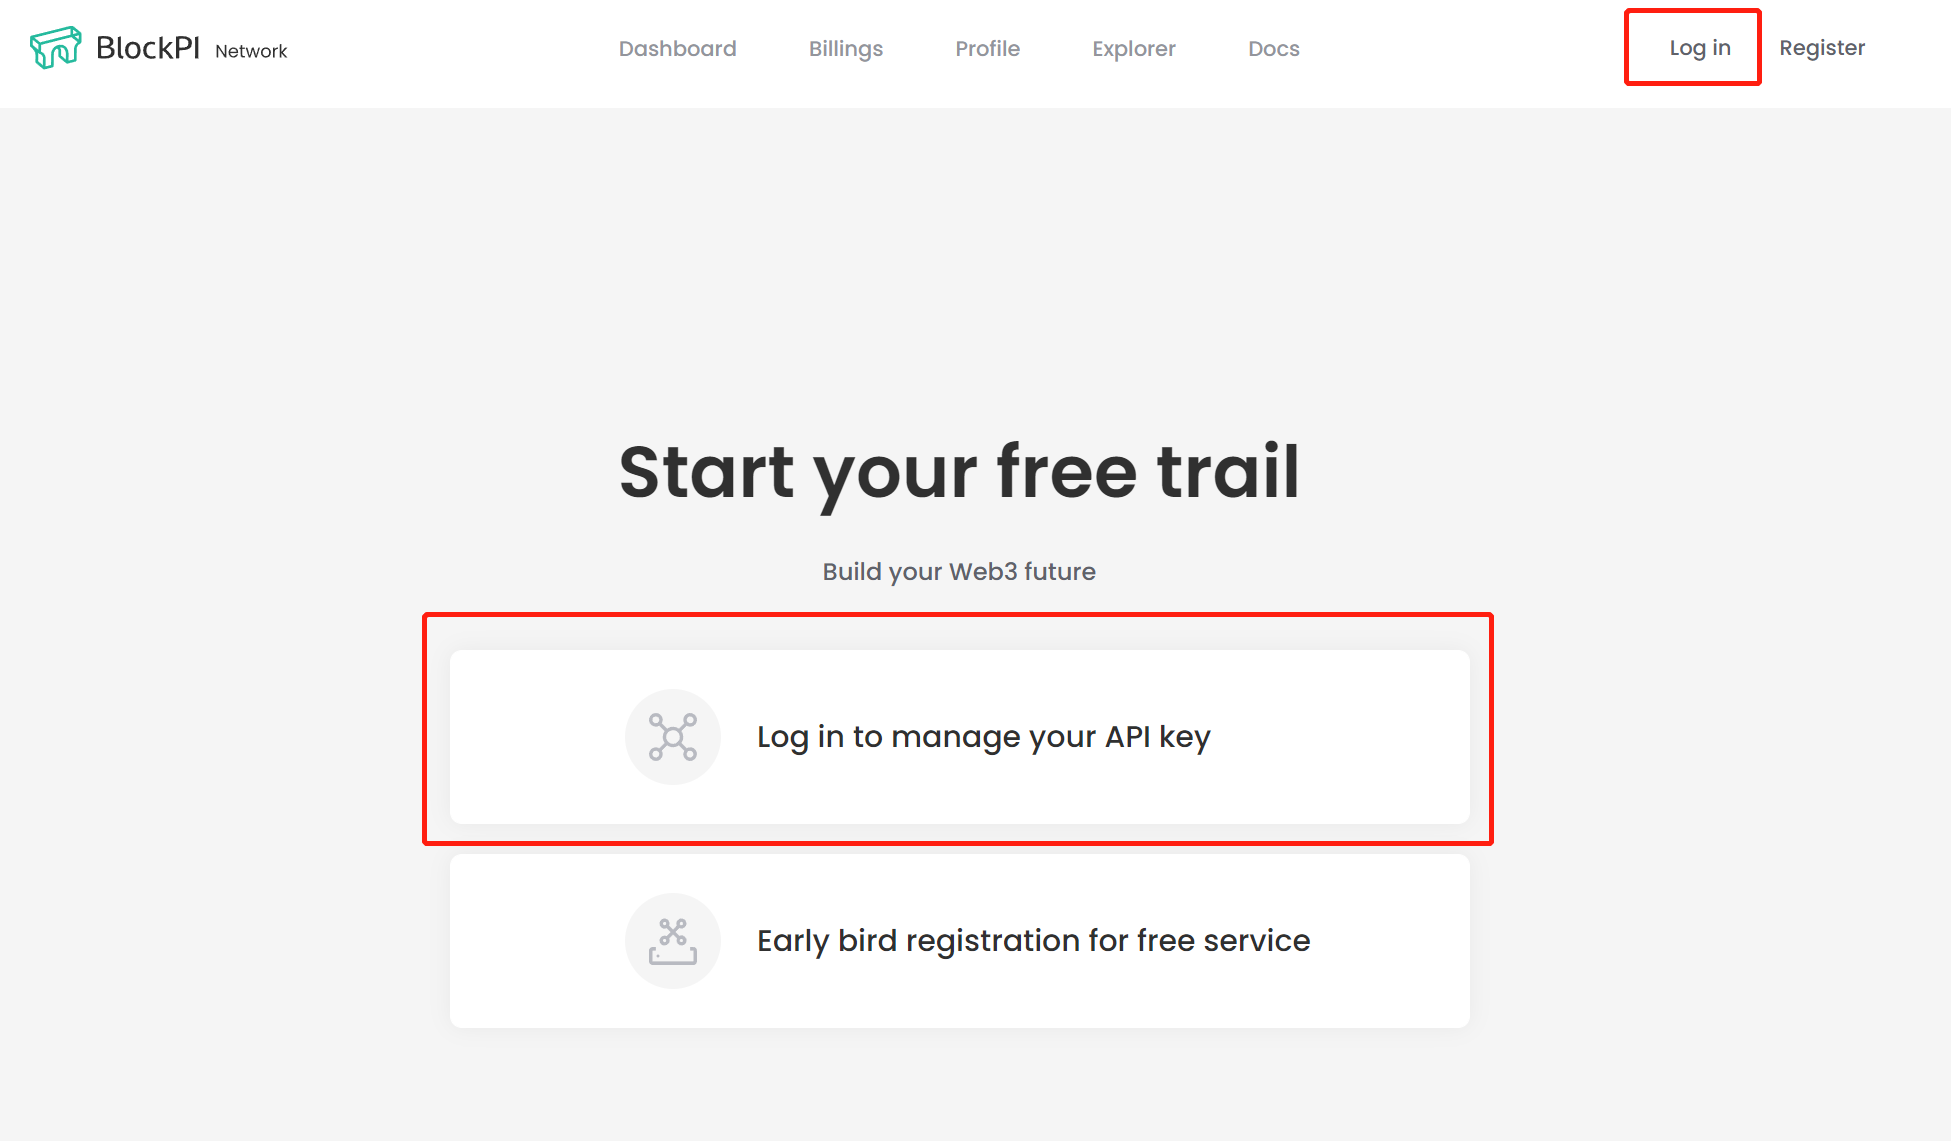 BlockPI Network
Dashboard Billings Profile Explorer Docs
Log in Register
Start your free trail
Build your Web3 future
Log in to manage your API key
Early bird registration for free service